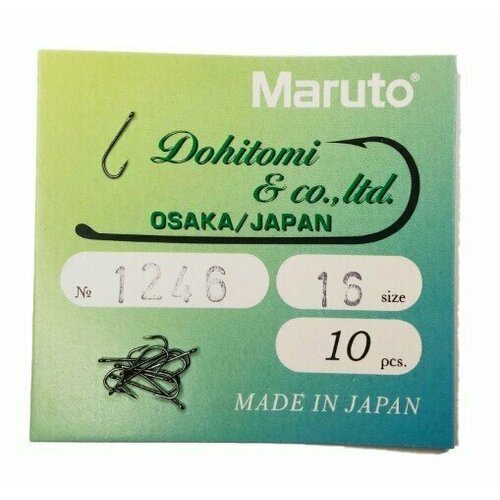 Maruto®
Dohitomi
& co., ltd.
OSAKA/JAPAN
№ 1246
16 size
10 pcs.
MADE IN JAPAN